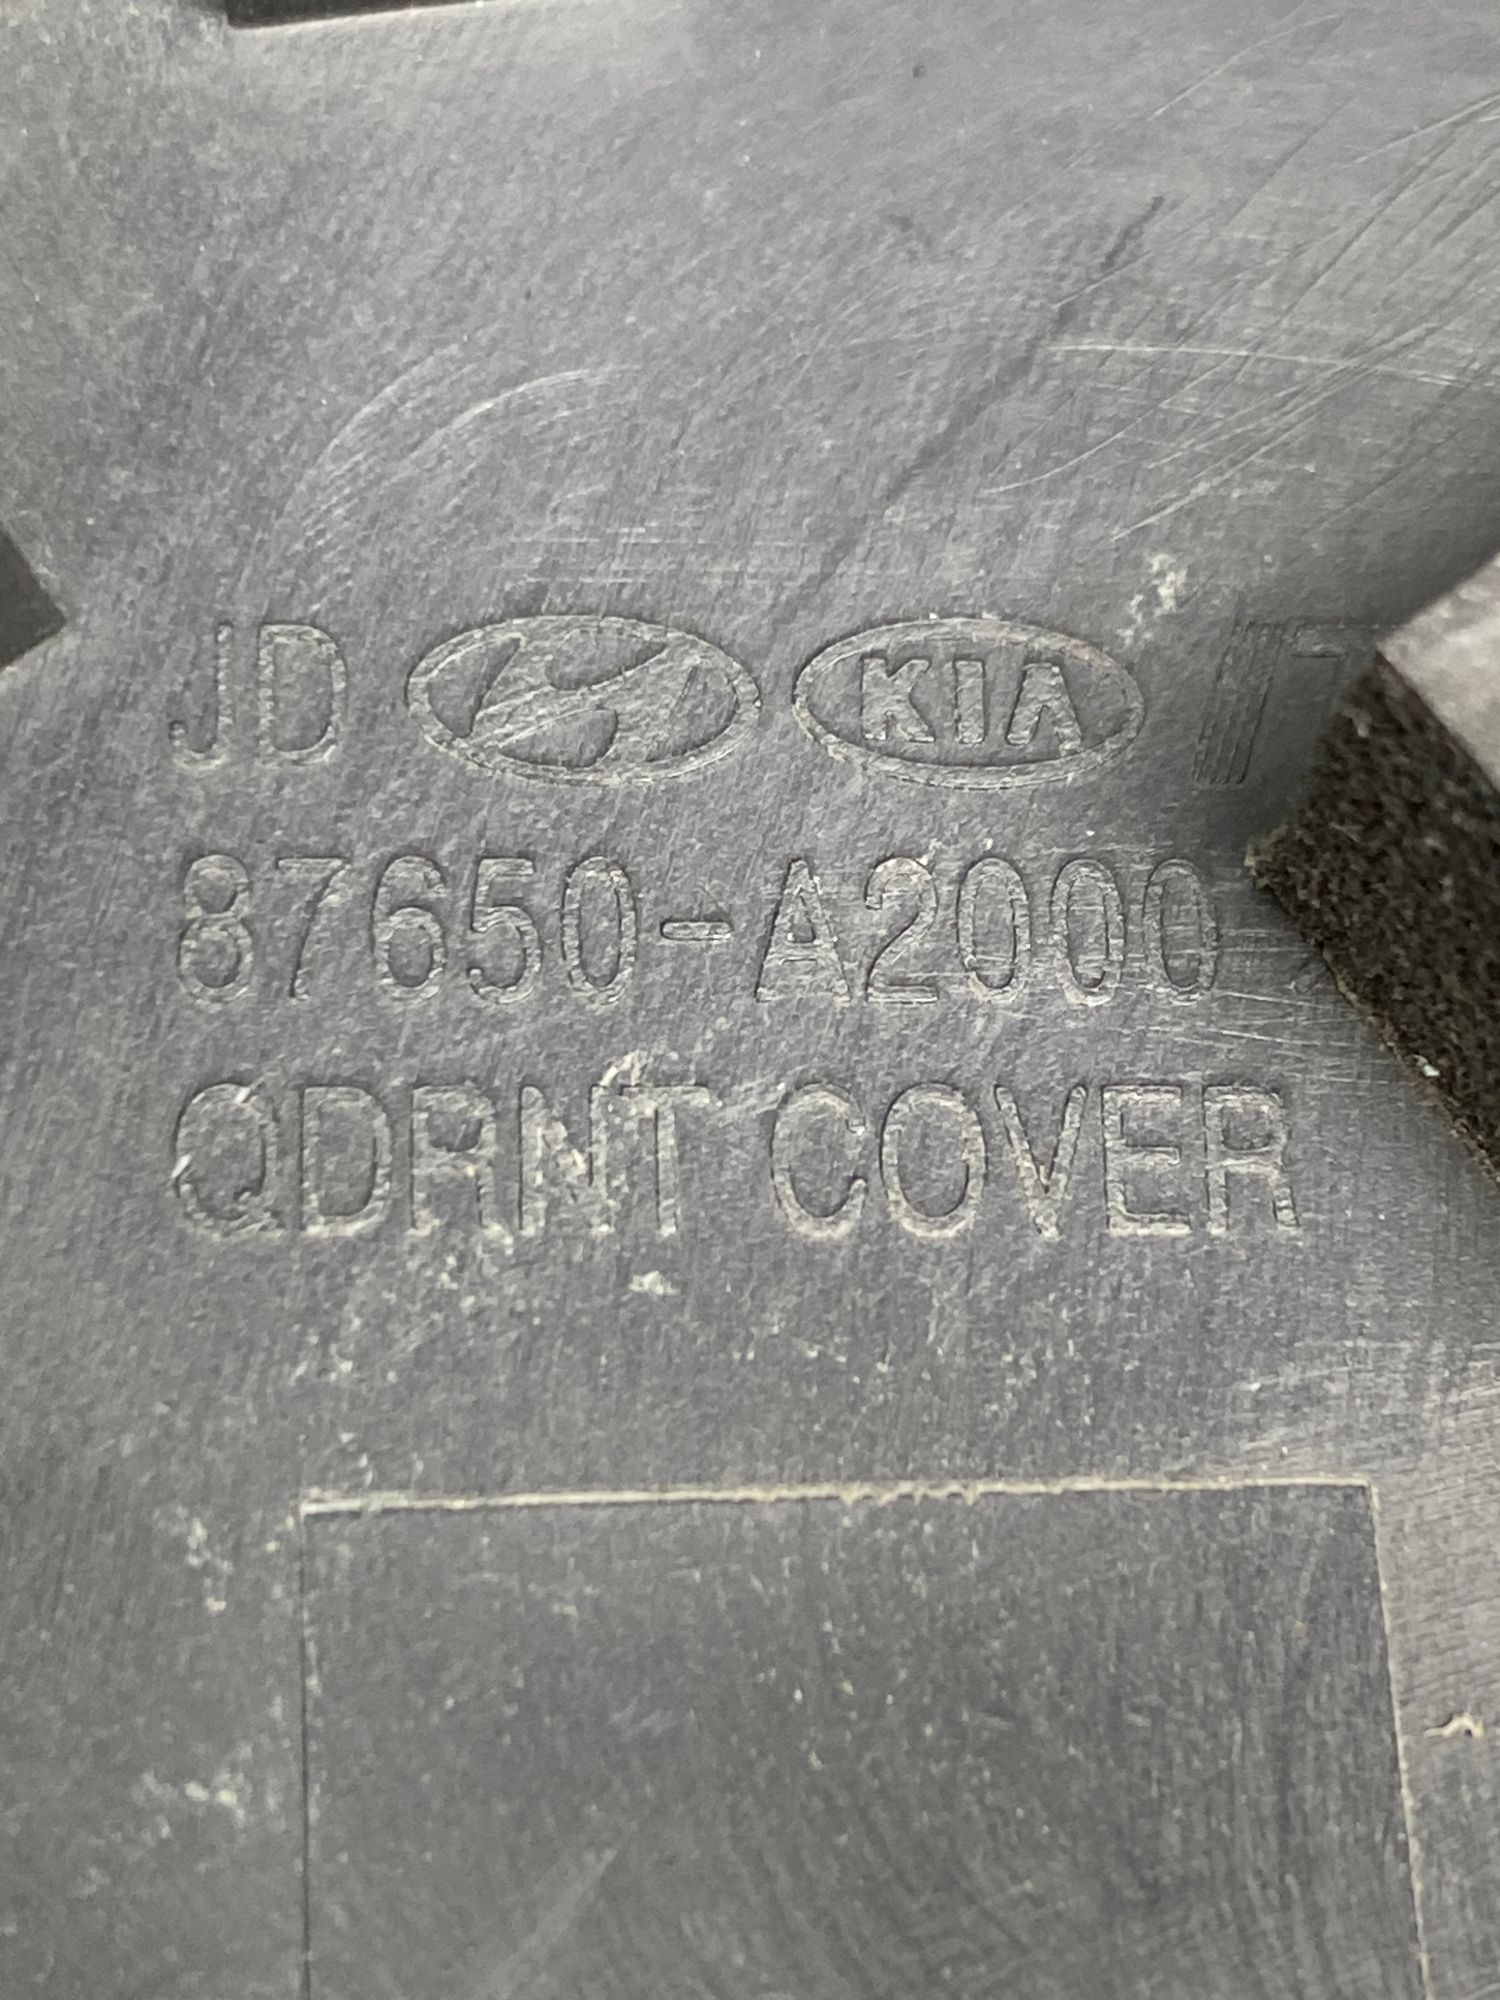 JD KIA
87650-A2000
QDRNT COVER